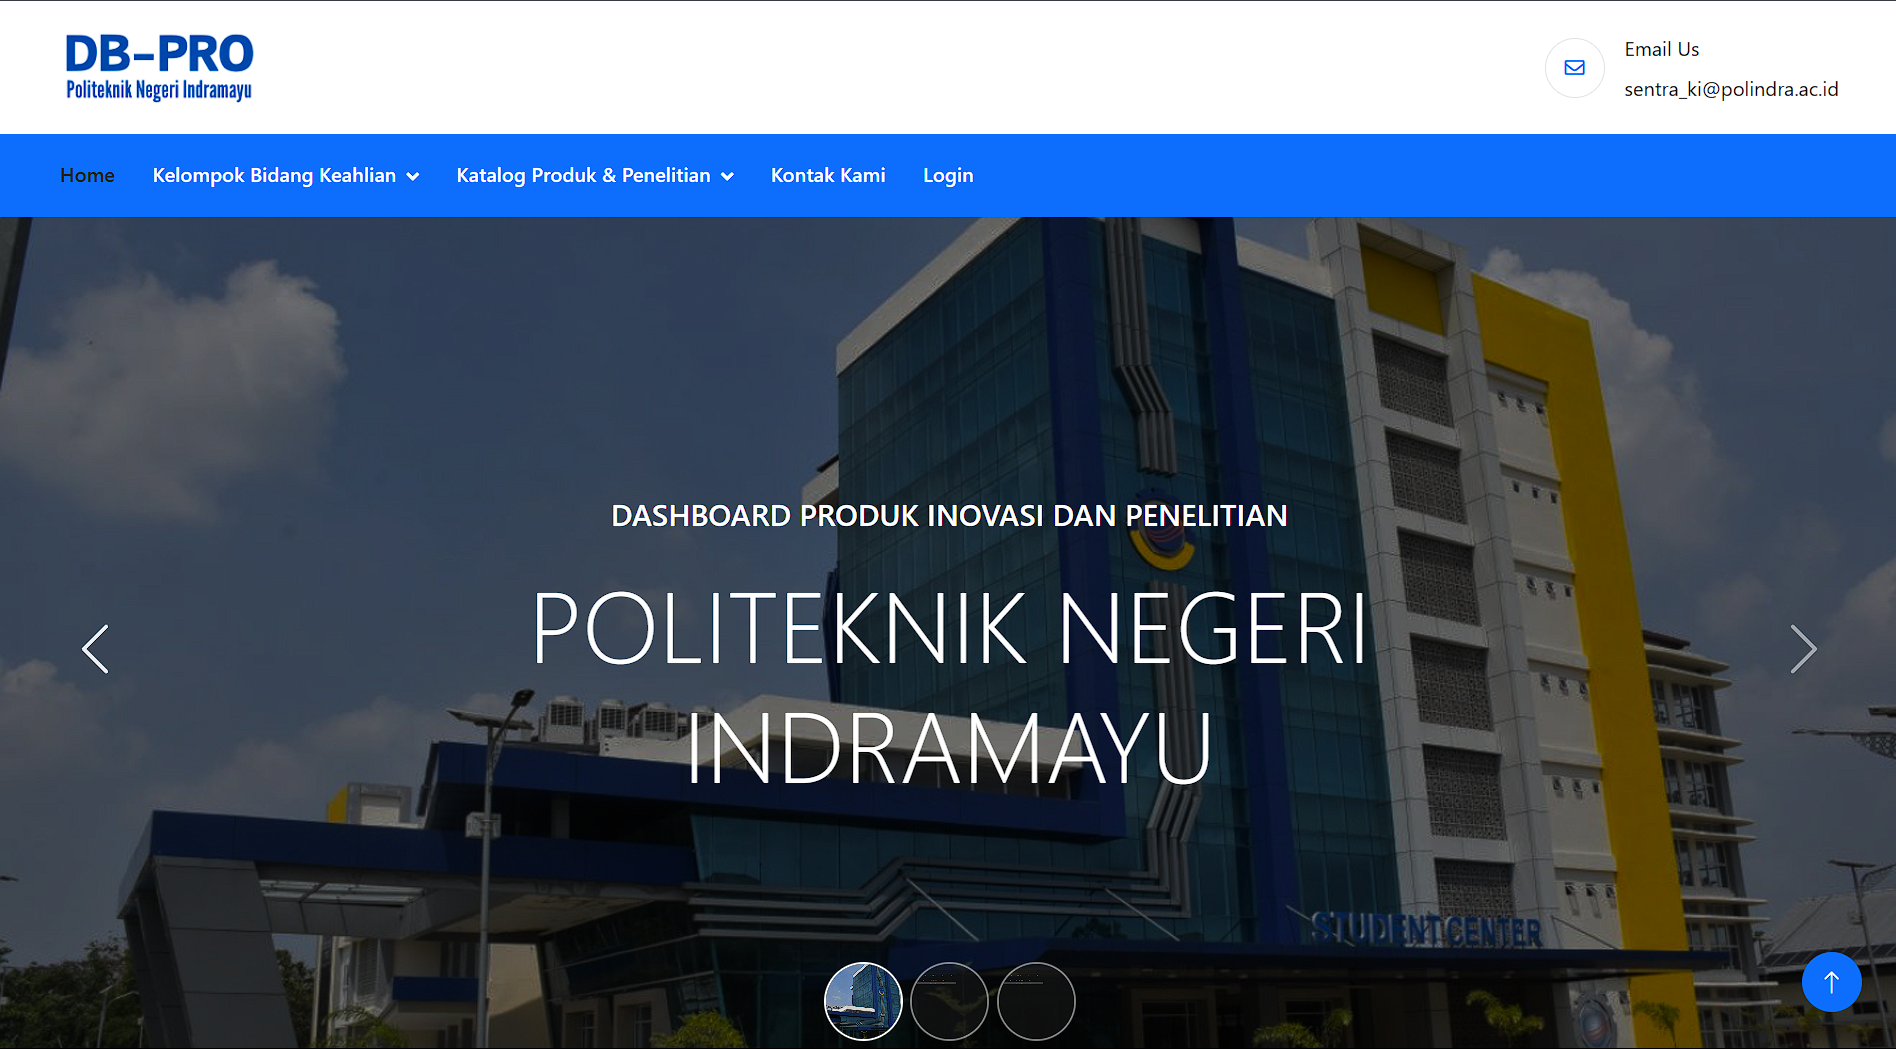 DB-PRO
Politeknik Negeri Indramayu
Email Us
sentra_ki@polindra.ac.id
Home
Kelompok Bidang Keahlian
Katalog Produk & Penelitian
Kontak Kami
Login
DASHBOARD PRODUK INOVASI DAN PENELITIAN
POLITEKNIK NEGERI
INDRAMAYU
STUDENT CENTER